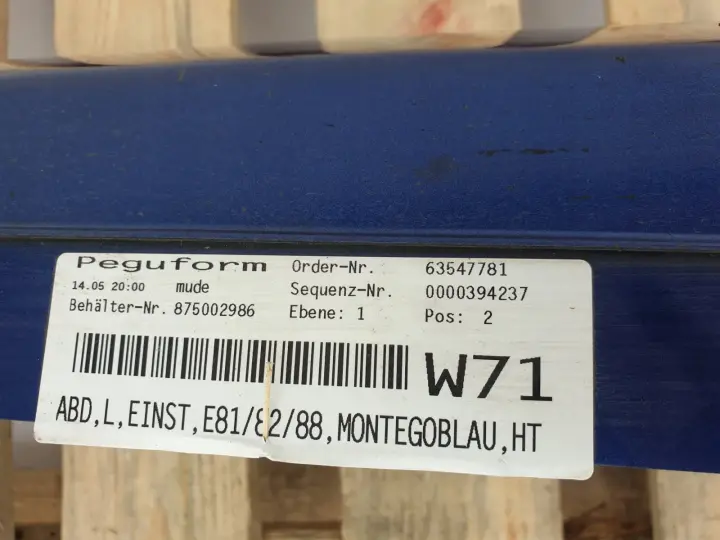 Peguform Order-Nr. 63547781
14.05 20:00 mude Sequenz-Nr. 0000394237
Behälter-Nr. 875002986 Ebene: 1 Pos: 2
W71
ABD,L,EINST,E81/82/88,MONTEGOBLAU,HT